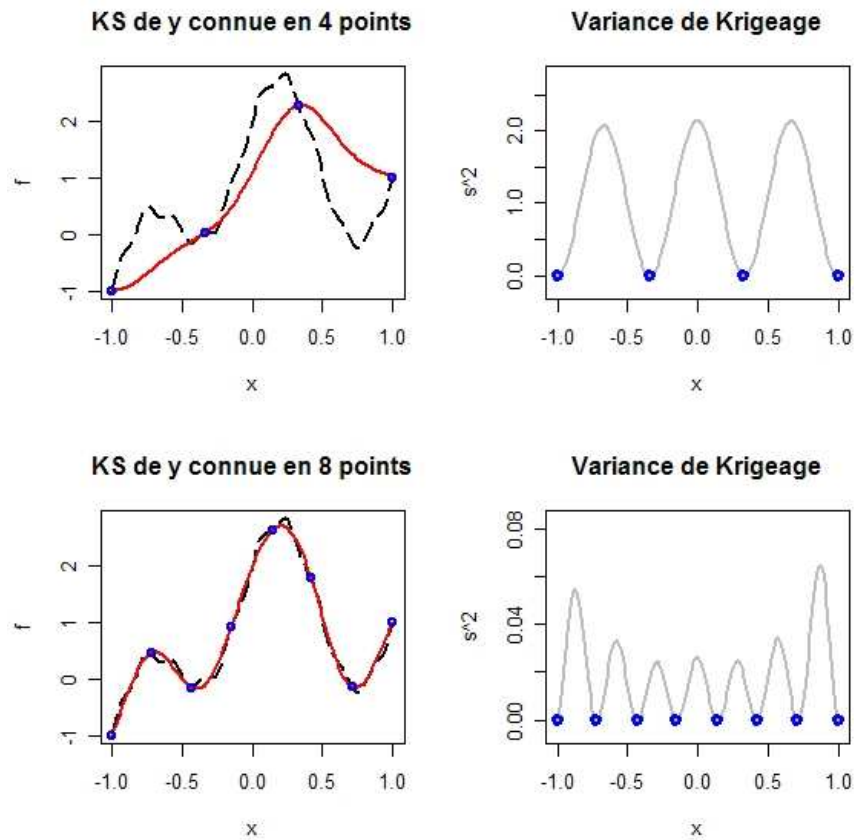 KS de y connue en 4 points
Variance de Krigeage
f
2
1
0
-1
-1.0 -0.5 0.0 0.5 1.0
x
s^2
2.0
1.0
0.0
-1.0 -0.5 0.0 0.5 1.0
x
KS de y connue en 8 points
Variance de Krigeage
f
2
1
0
-1
-1.0 -0.5 0.0 0.5 1.0
x
s^2
0.08
0.04
0.00
-1.0 -0.5 0.0 0.5 1.0
x